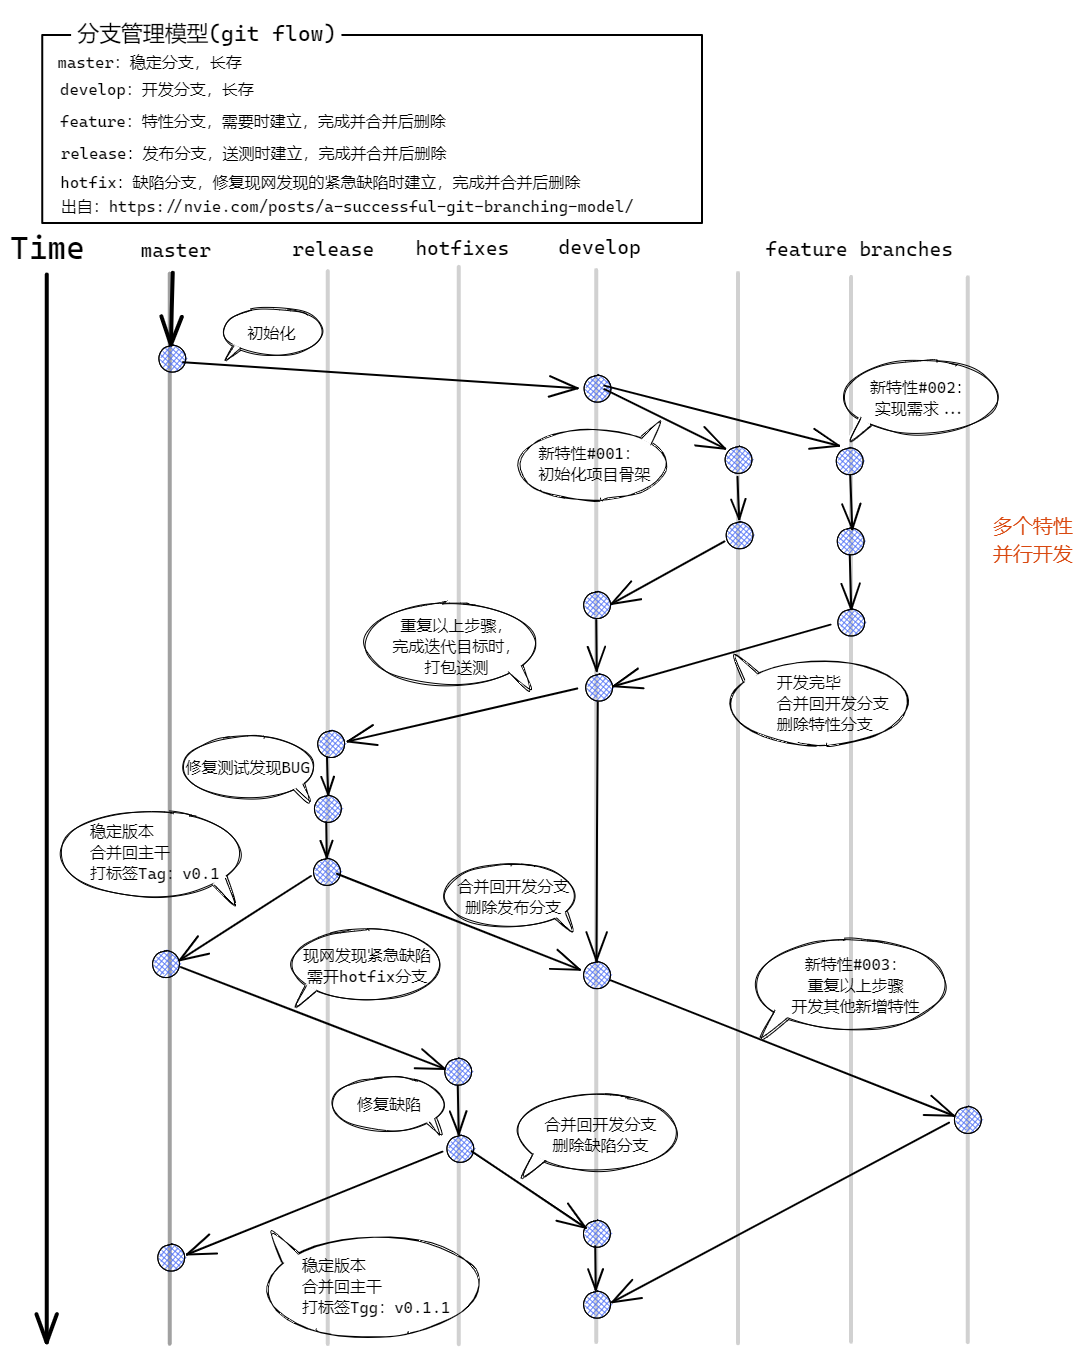 分支管理模型(git flow)
master: 稳定分支，长存
develop: 开发分支，长存
feature: 特性分支，需要时建立，完成并合并后删除
release: 发布分支，送测时建立，完成并合并后删除
hotfix: 缺陷分支，修复现网发现的紧急缺陷时建立，完成并合并后删除
出自: https://nvie.com/posts/a-successful-git-branching-model/
Time
master
release
hotfixes
develop
feature branches
初始化
新特性#002:
实现需求...
新特性#001:
初始化项目骨架
多个特性
并行开发
重复以上步骤，
完成迭代目标时，
打包送测
开发完毕
合并回开发分支
删除特性分支
修复测试发现BUG
稳定版本
合并回主干
打标签Tag: v0.1
合并回开发分支
删除发布分支
现网发现紧急缺陷
需开hotfix分支
新特性#003:
重复以上步骤
开发其他新增特性
修复缺陷
合并回开发分支
删除缺陷分支
稳定版本
合并回主干
打标签Tgg: v0.1.1